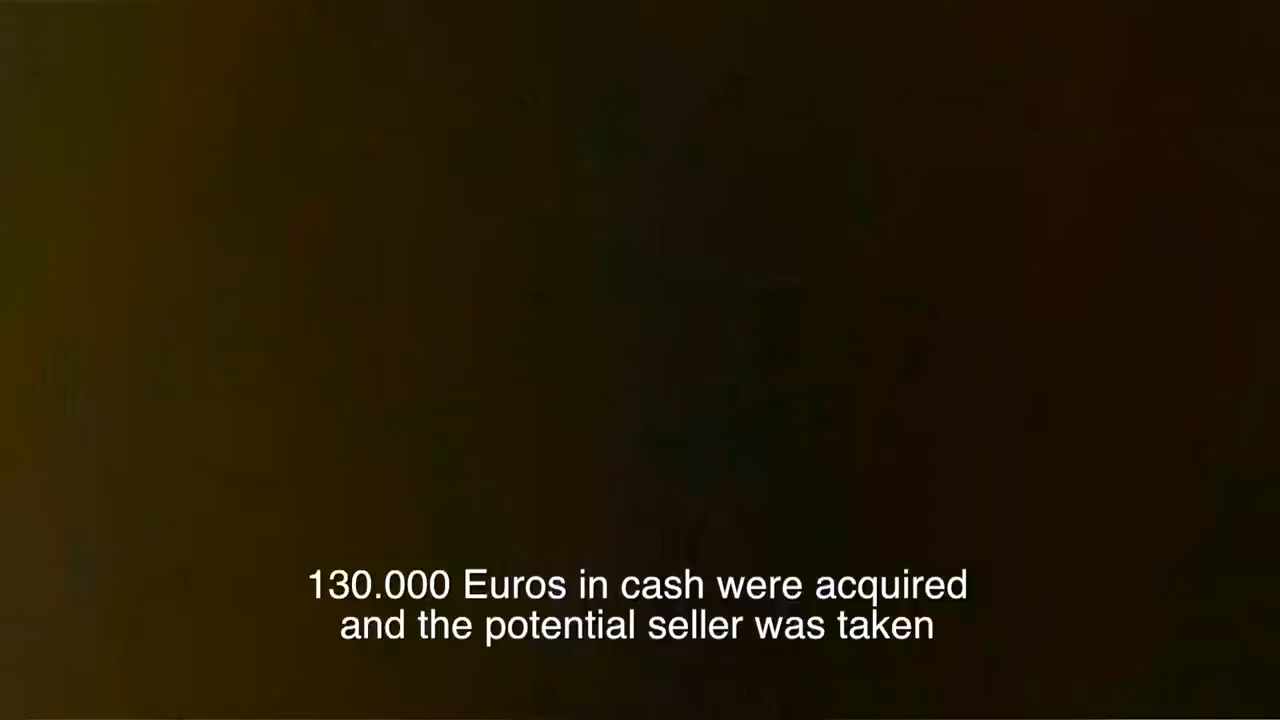 130.000 Euros in cash were acquired
and the potential seller was taken